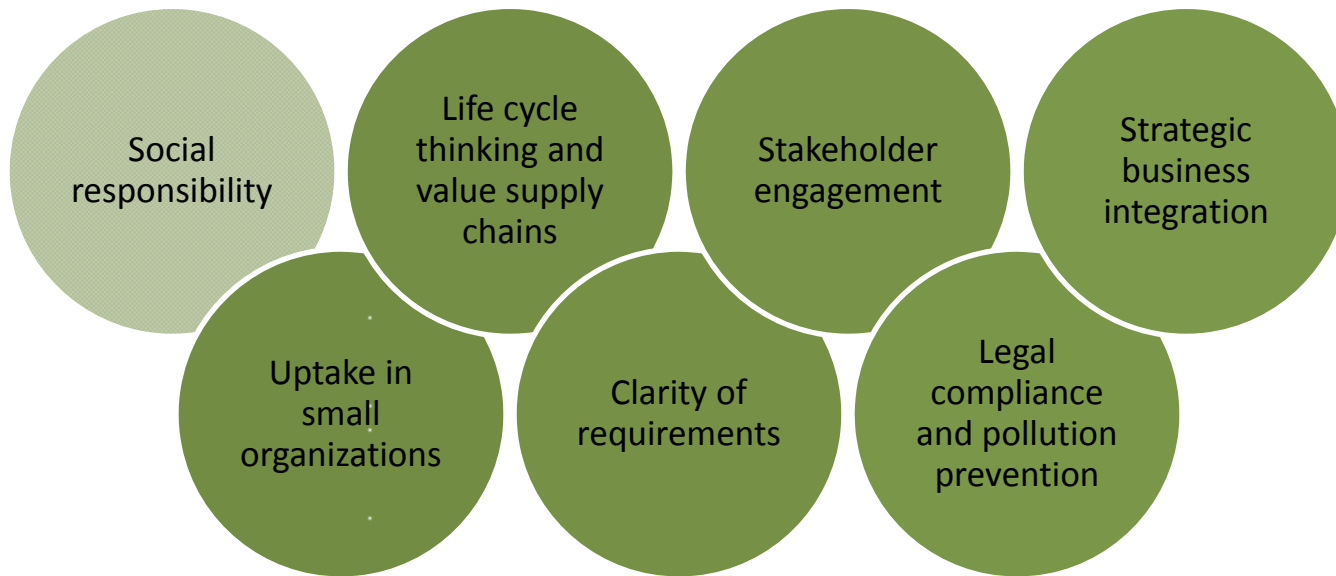 Social
responsibility
Life cycle
thinking and
value supply
chains
Stakeholder
engagement
Strategic
business
integration
Uptake in
small
organizations
Clarity of
requirements
Legal
compliance
and pollution
prevention